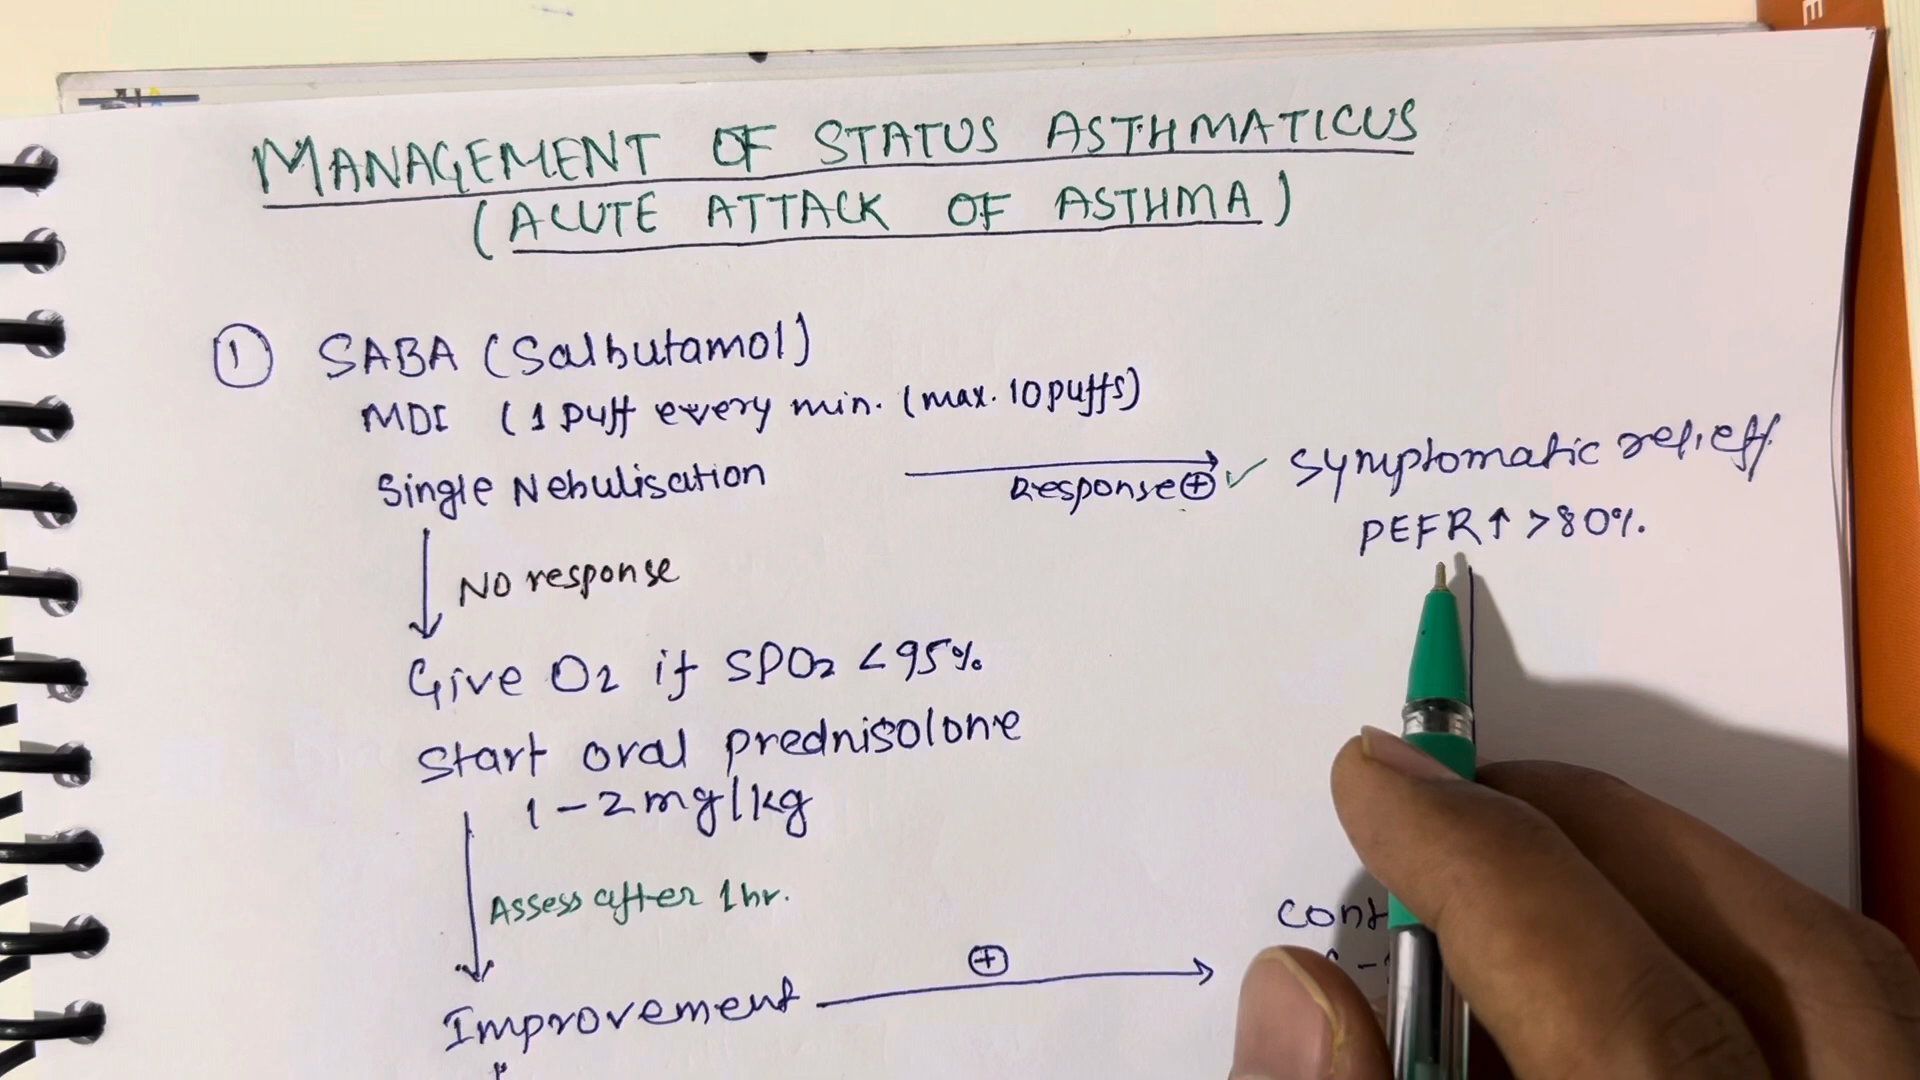 MANAGEMENT OF STATUS ASTHMATICUS
(ACUTE ATTACK OF ASTHMA)
① SABA (Salbutamol)
MDI (1 puff every min. (max. 10 puffs)
Single Nebulisation
Response ⊕ ✓
Symptomatic relieff
PEFR↑ >80%.
NO response
Give O2 if SPO2 <95%
Start oral prednisolone
1-2mg/kg
Assess after 1hr.
⊕
Improvement
E